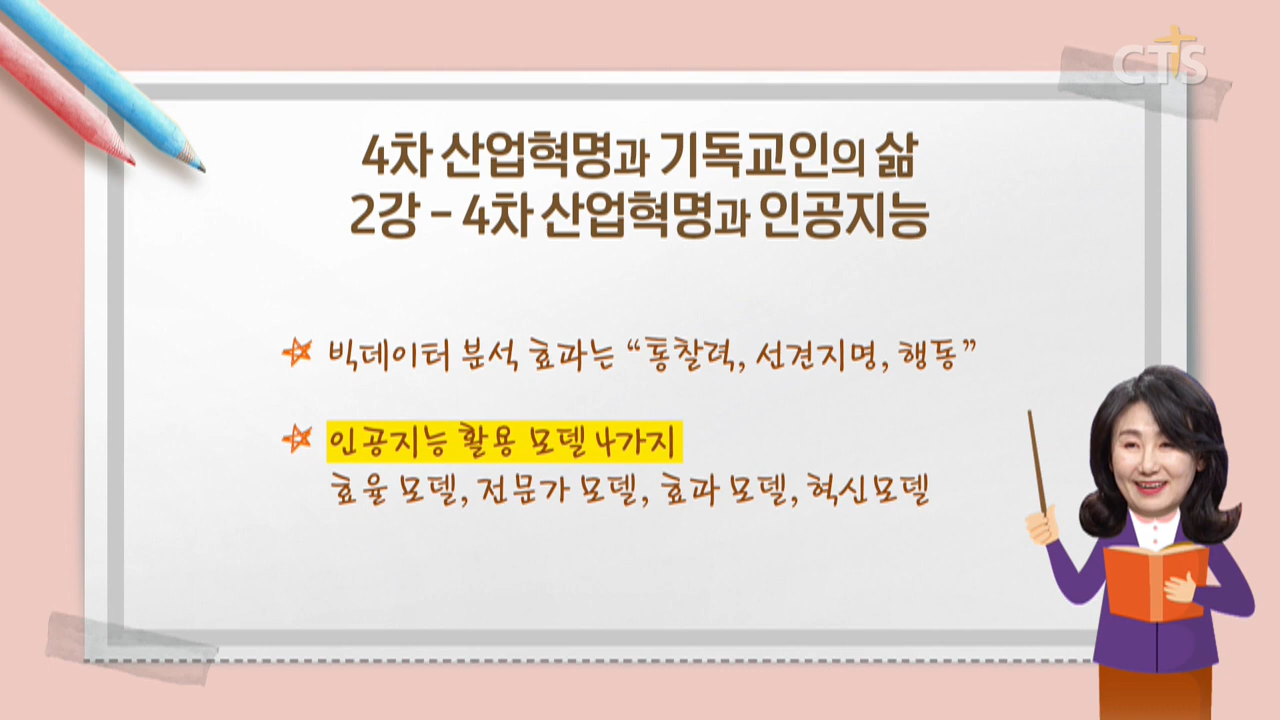 CTS
4차 산업혁명과 기독교인의 삶
2강 - 4차 산업혁명과 인공지능
빅데이터 분석 효과는 “통찰력, 선견지명, 행동”
인공지능 활용 모델 4가지
효율 모델, 전문가 모델, 효과 모델, 혁신모델